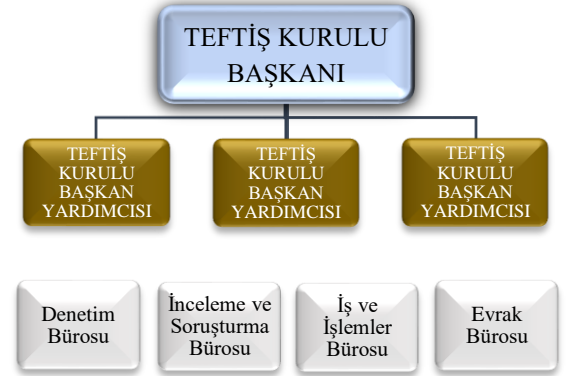 TEFTİŞ KURULU
BAŞKANI
TEFTİŞ
KURULU
BAŞKAN
YARDIMCISI
TEFTİŞ
KURULU
BAŞKAN
YARDIMCISI
TEFTİŞ
KURULU
BAŞKAN
YARDIMCISI
Denetim
Bürosu
İnceleme ve
Soruşturma
Bürosu
İş ve
İşlemler
Bürosu
Evrak
Bürosu